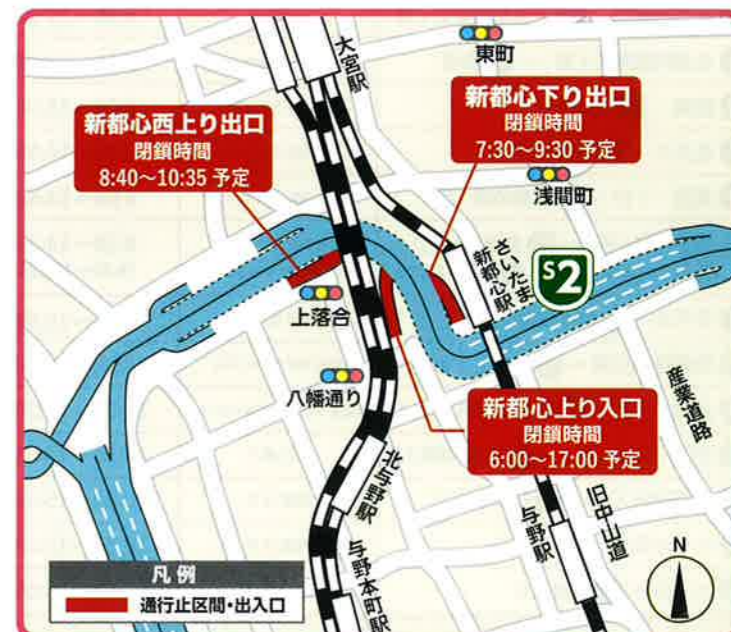 大宮駅
東町
新都心西上り出口
閉鎖時間
8:40～10:35 予定
新都心下り出口
閉鎖時間
7:30～9:30 予定
浅間町
さいたま
新都心駅
S2
上落合
八幡通り
新都心上り入口
閉鎖時間
6:00～17:00 予定
産業道路
北与野駅
与野駅
旧中山道
与野本町駅
凡例
通行止区間・出入口
N